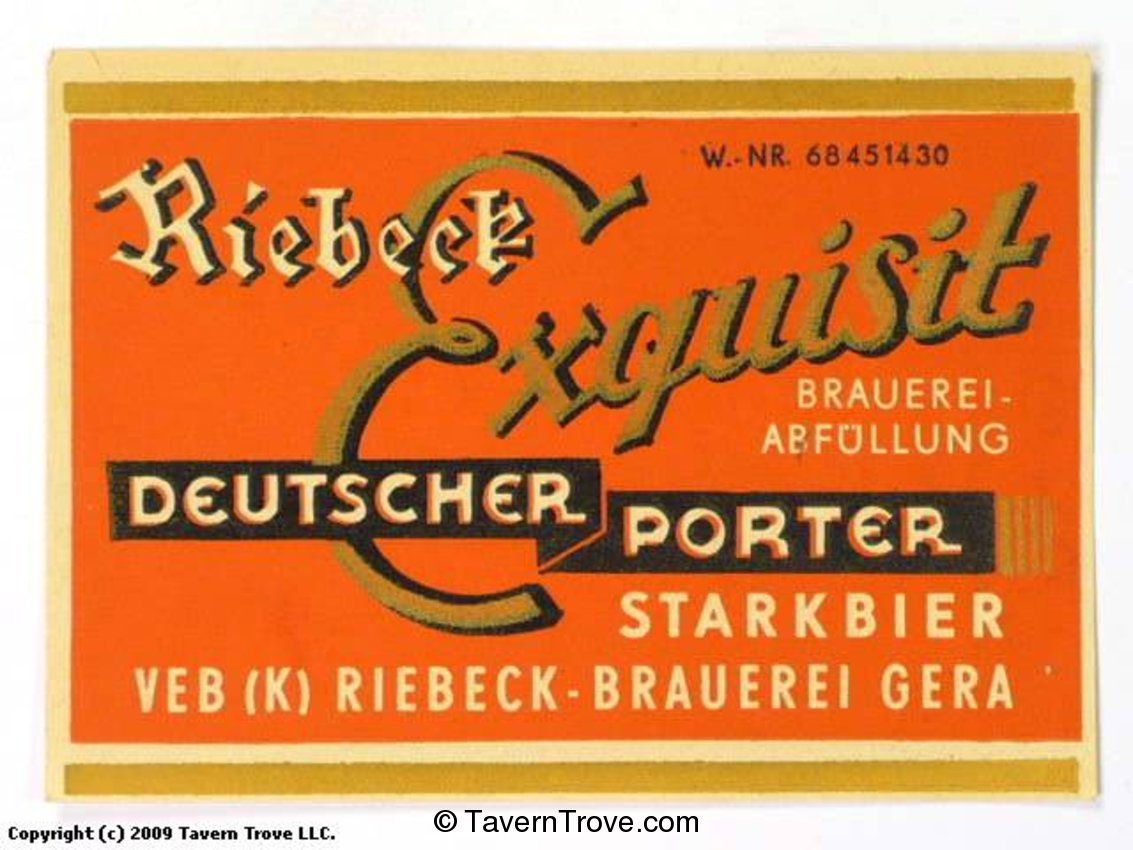 W.-NR. 68451430
Riebeck
Exquisit
BRAUEREI-
ABFÜLLUNG
DEUTSCHER
PORTER
STARKBIER
VEB (K) RIEBECK-BRAUEREI GERA
Copyright (c) 2009 Tavern Trove LLC.
© TavernTrove.com